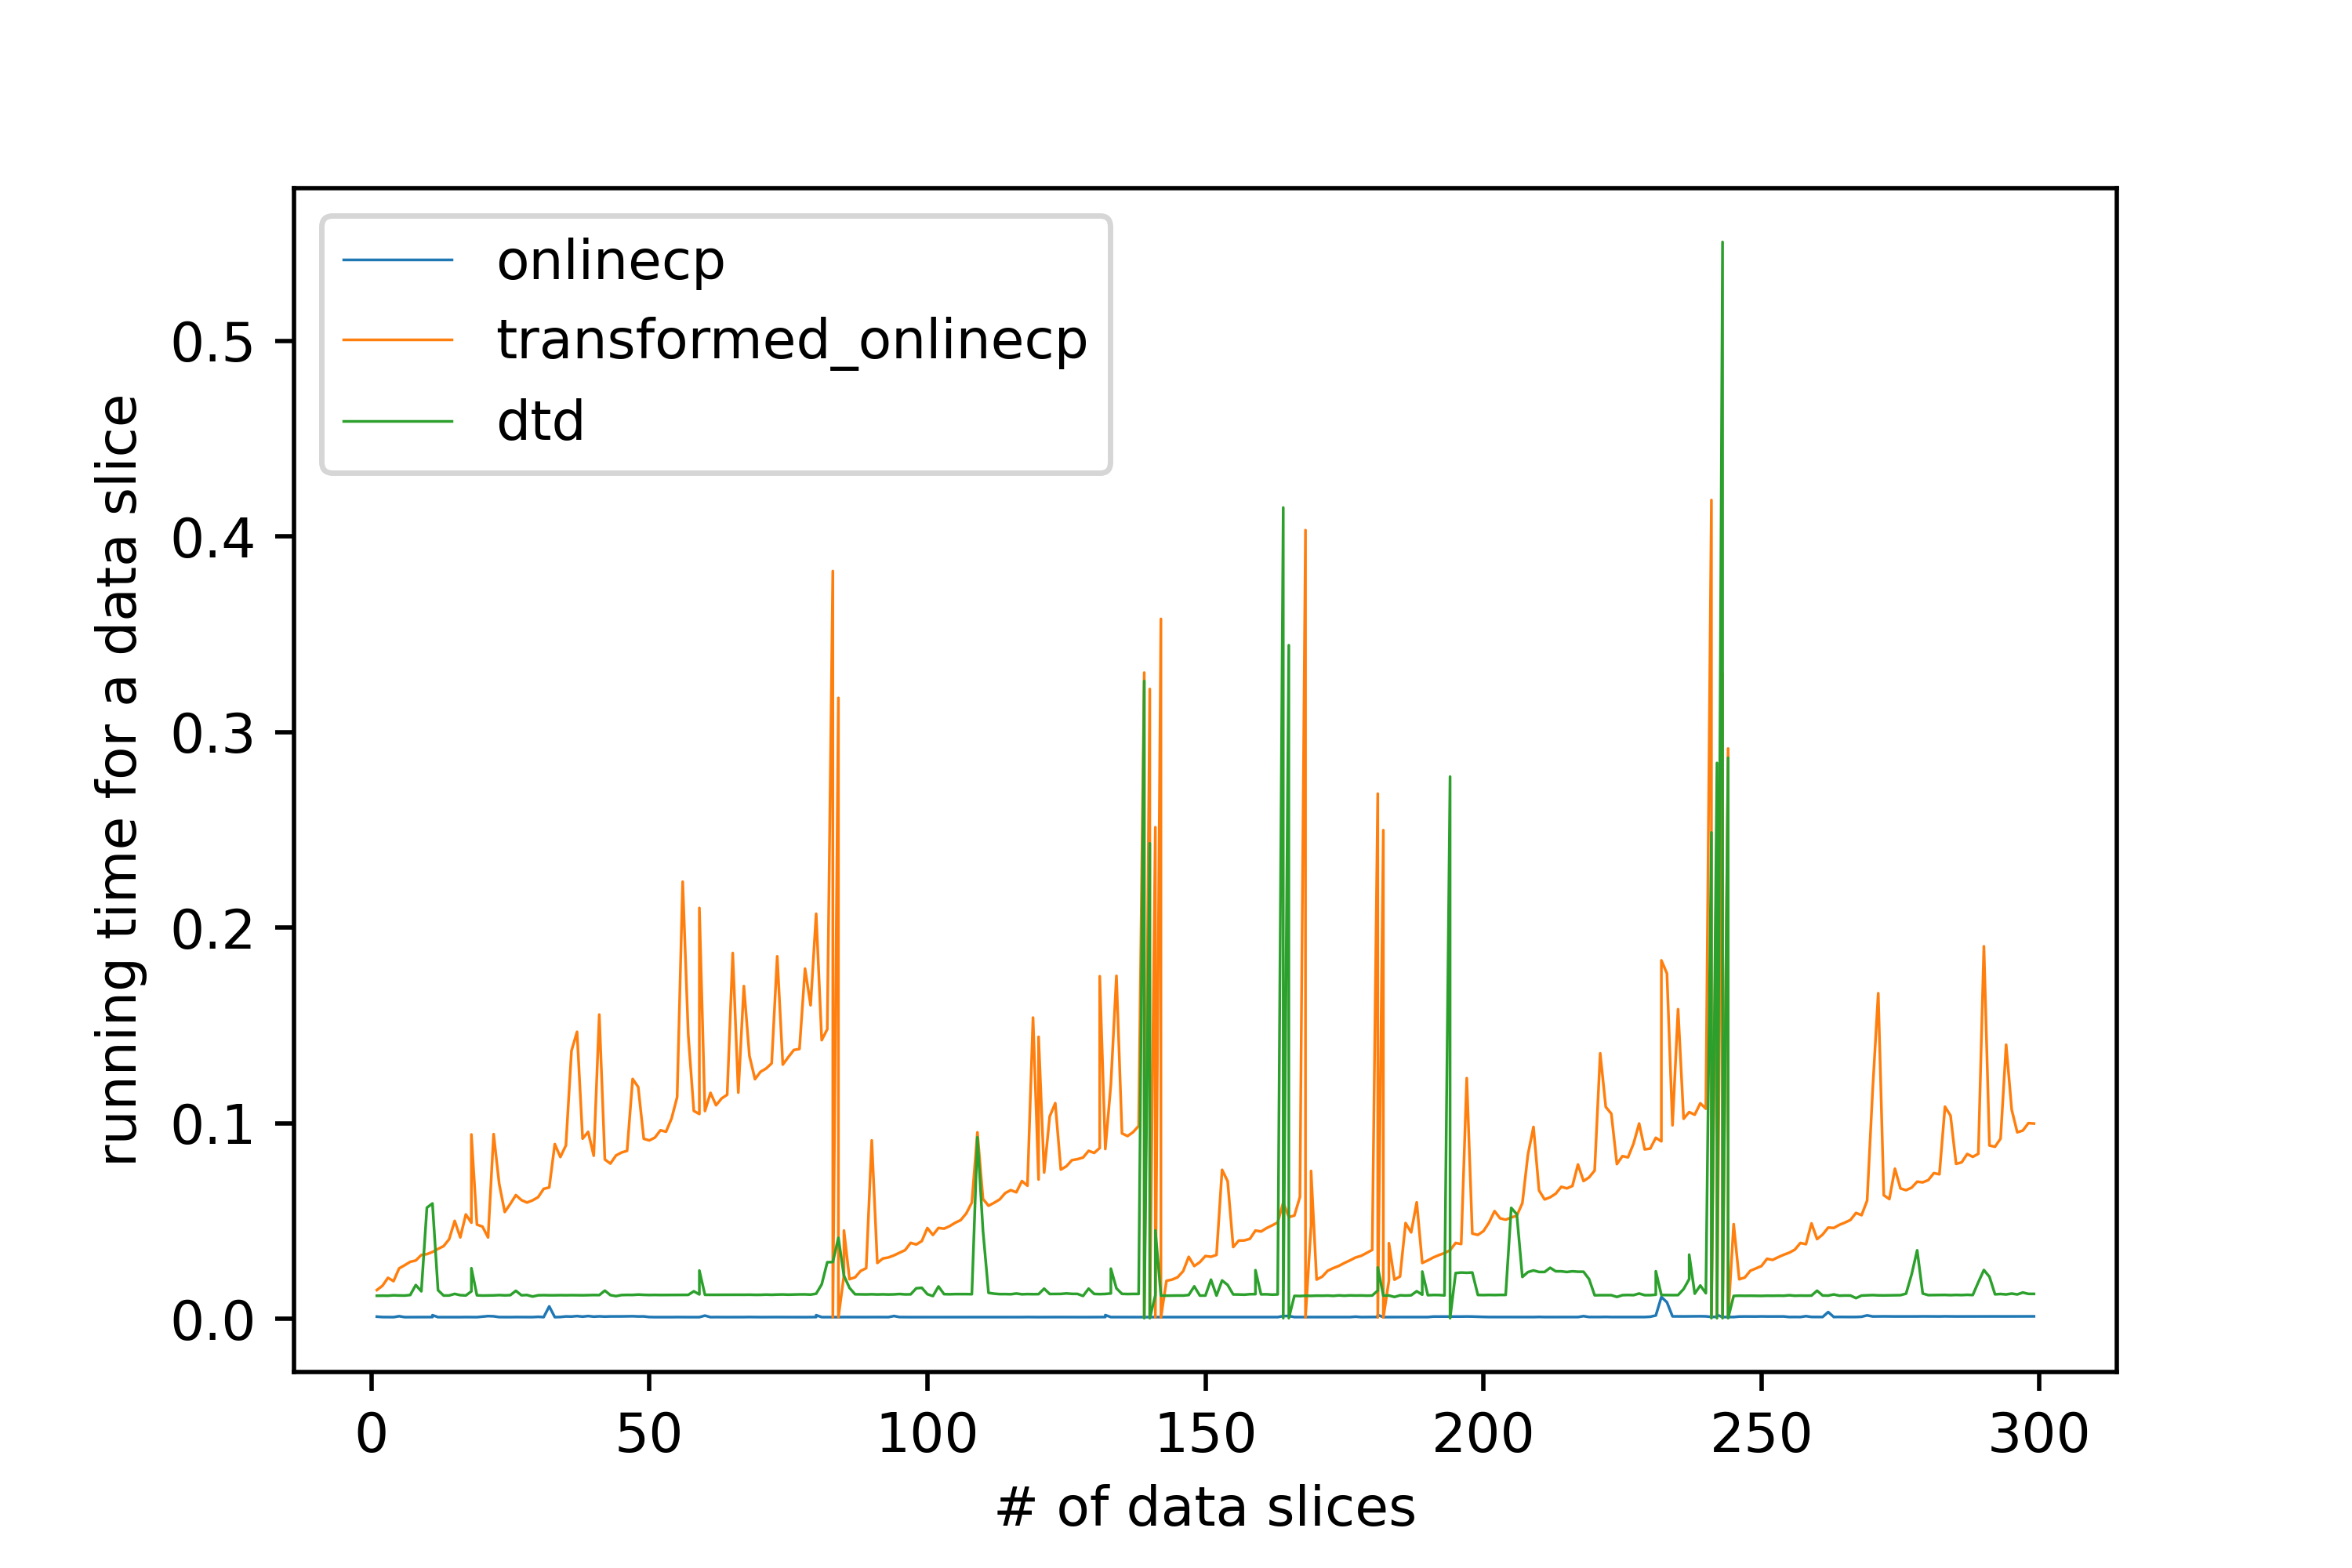 onlinecp
transformed_onlinecp
dtd
running time for a data slice
0.5
0.4
0.3
0.2
0.1
0.0
0 50 100 150 200 250 300
# of data slices